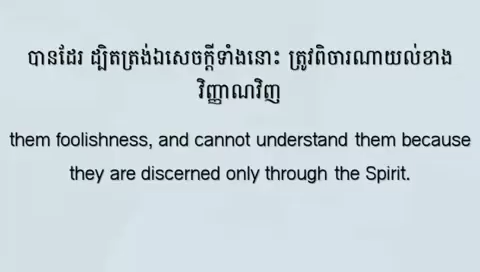 បានដែរ ដ្បិតត្រង់ឯសេចក្ដីទាំងនោះ ត្រូវពិចារណាយល់ខាង
វិញ្ញាណវិញ
them foolishness, and cannot understand them because
they are discerned only through the Spirit.